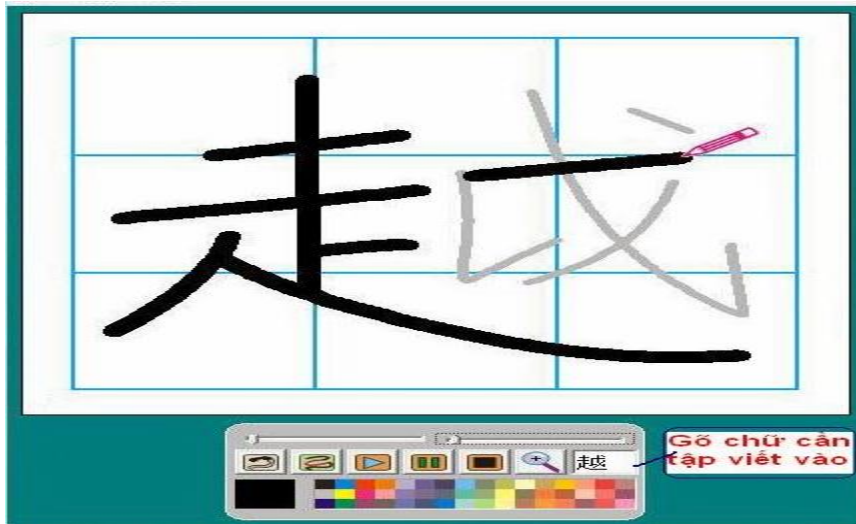 越
越
Gõ chữ cần
tập viết vào